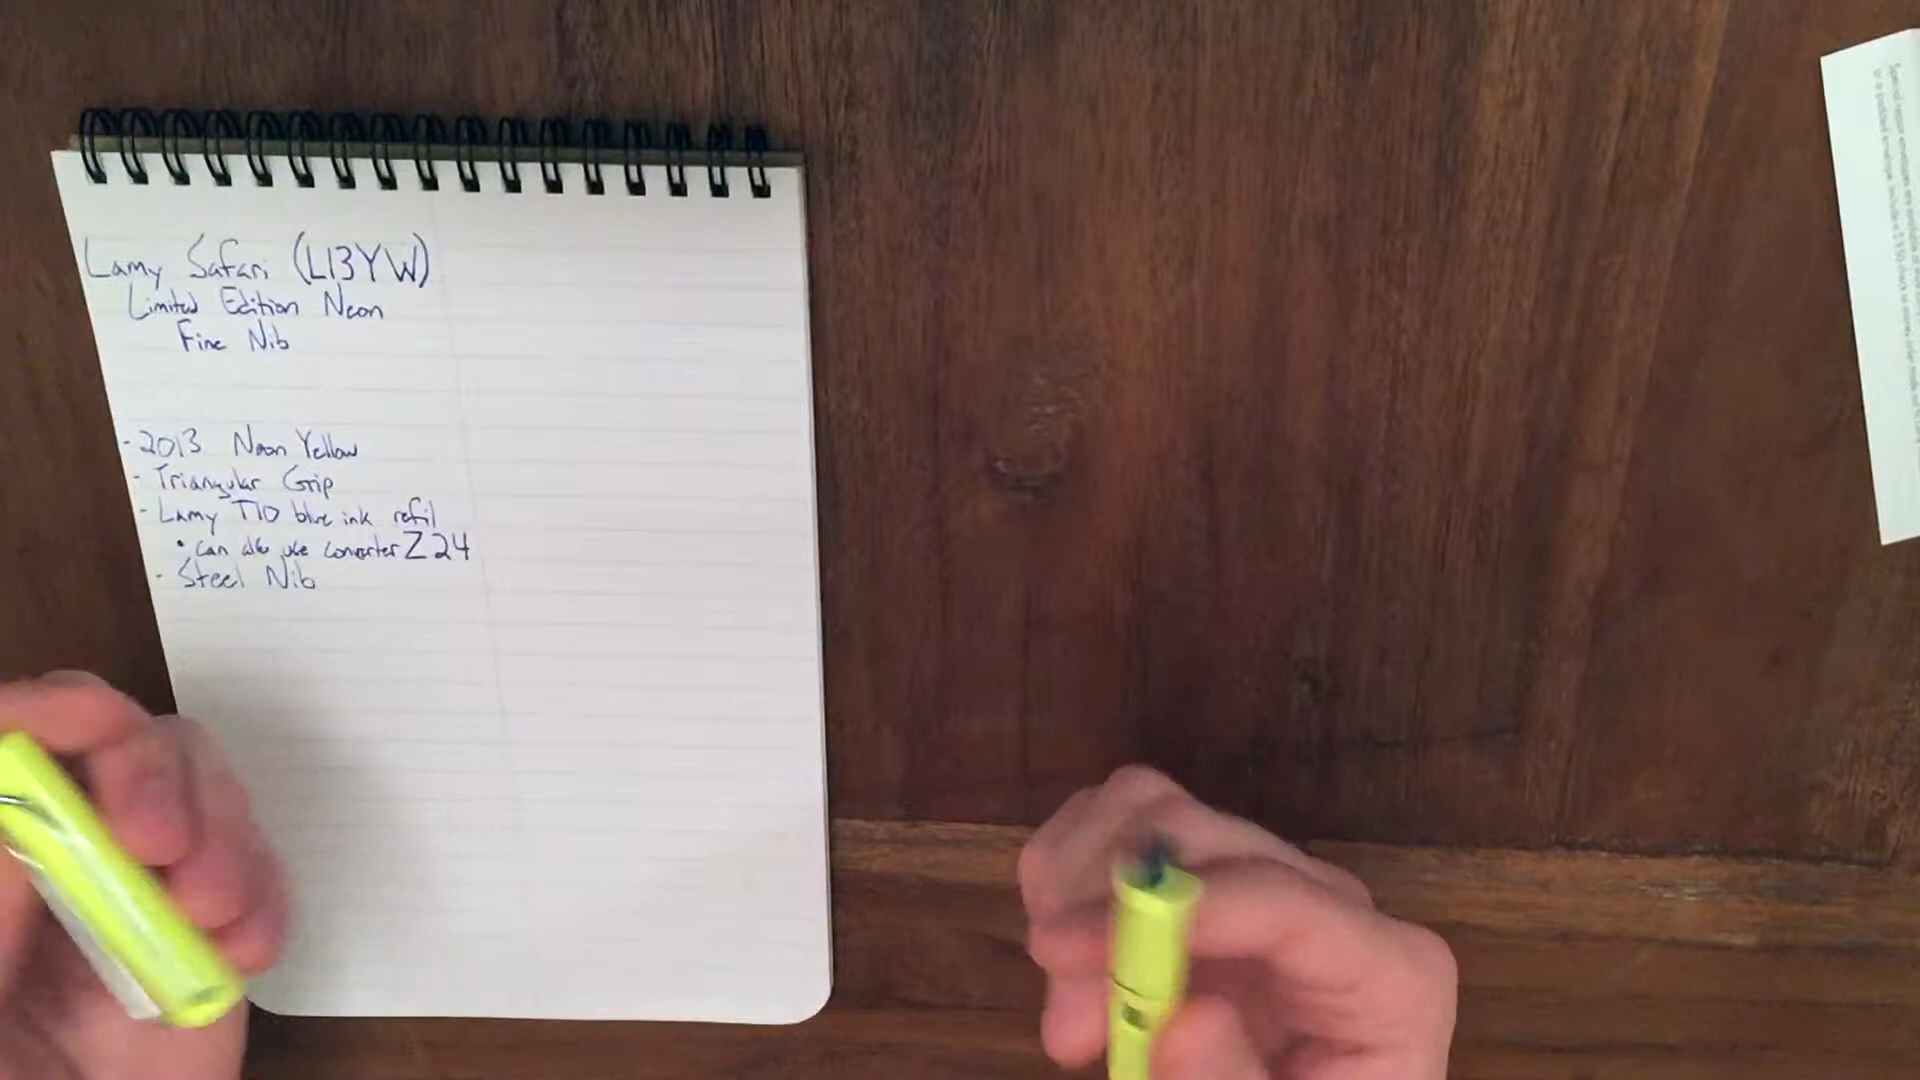 Lamy Safari (L13YW)
Limited Edition Neon
Fine Nib
- 2013 Neon Yellow
- Triangular Grip
- Lamy T10 blue ink refil
• can also use converter Z24
- Steel Nib